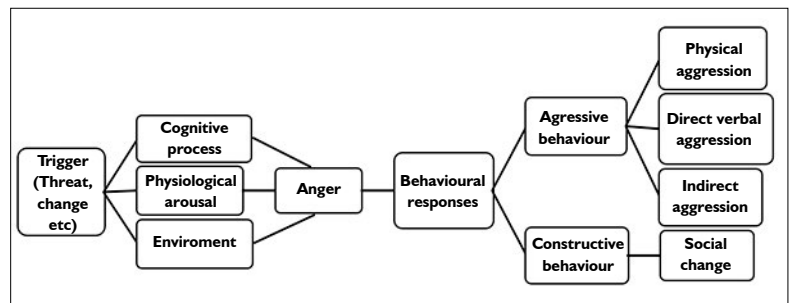 Trigger
(Threat,
change
etc)
Cognitive
process
Physiological
arousal
Enviroment
Anger
Behavioural
responses
Agressive
behaviour
Constructive
behaviour
Physical
aggression
Direct verbal
aggression
Indirect
aggression
Social
change